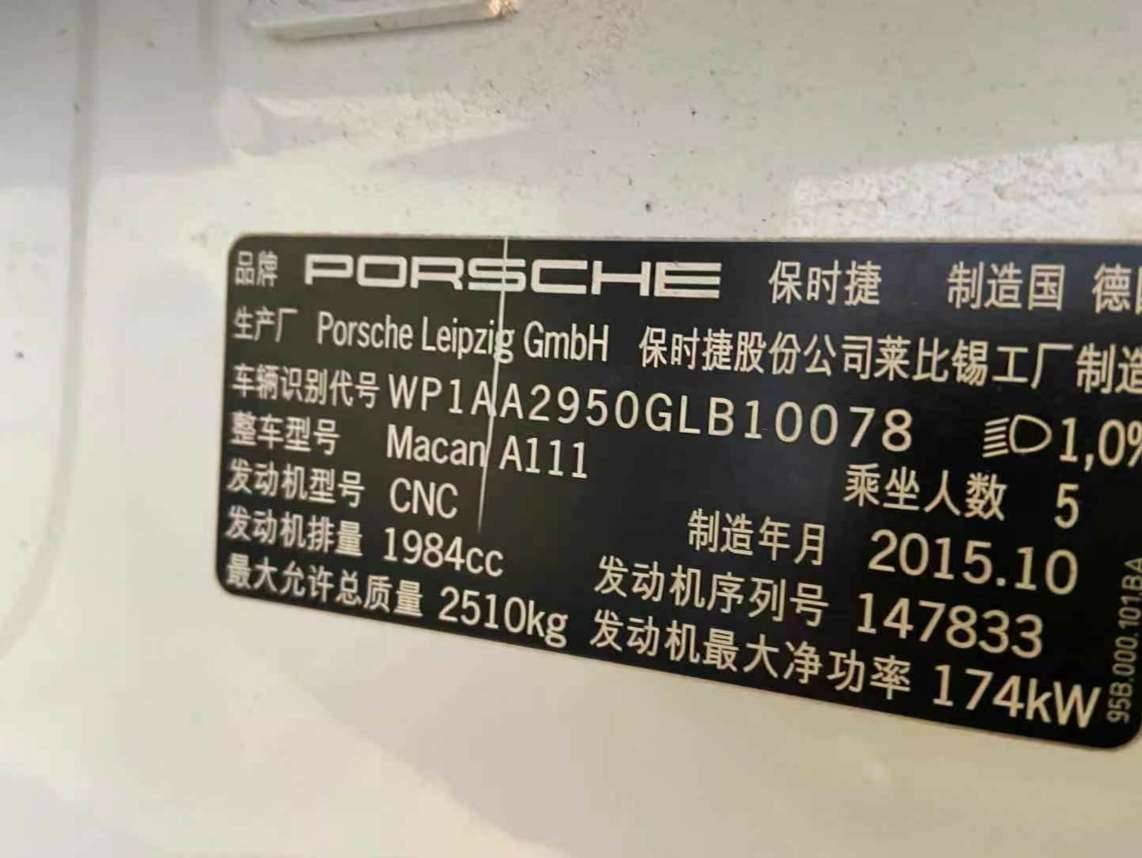 品牌 PORSCHE 保时捷 制造国 德
生产厂 Porsche Leipzig GmbH 保时捷股份公司莱比锡工厂制造
车辆识别代号 WP1AA2950GLB10078 1,0%
整车型号 Macan A111 乘坐人数 5
发动机型号 CNC 制造年月 2015.10
发动机排量 1984cc 发动机序列号 147833
最大允许总质量 2510kg 发动机最大净功率 174kW
95B.000.101BA